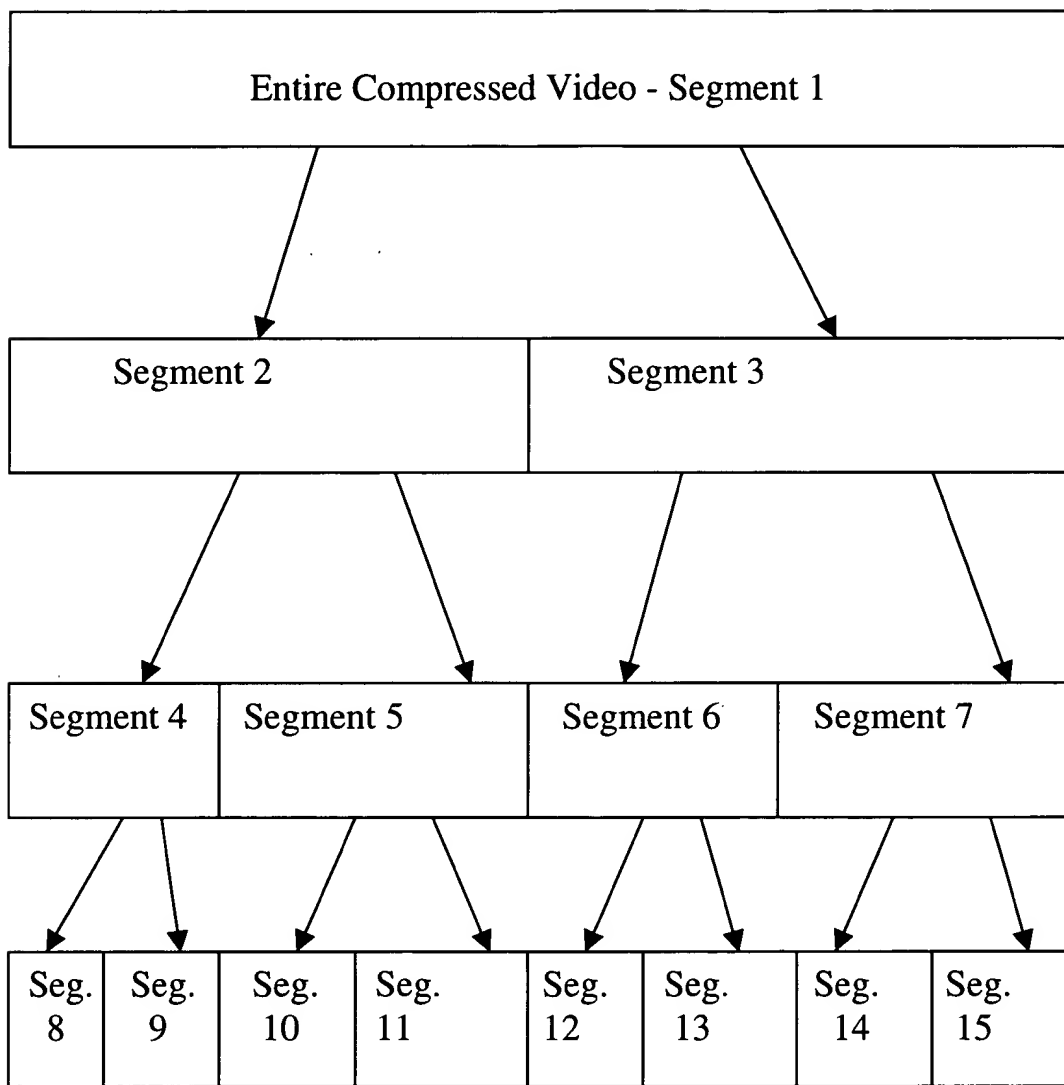 Entire Compressed Video - Segment 1
Segment 2
Segment 3
Segment 4
Segment 5
Segment 6
Segment 7
Seg.
8
Seg.
9
Seg.
10
Seg.
11
Seg.
12
Seg.
13
Seg.
14
Seg.
15